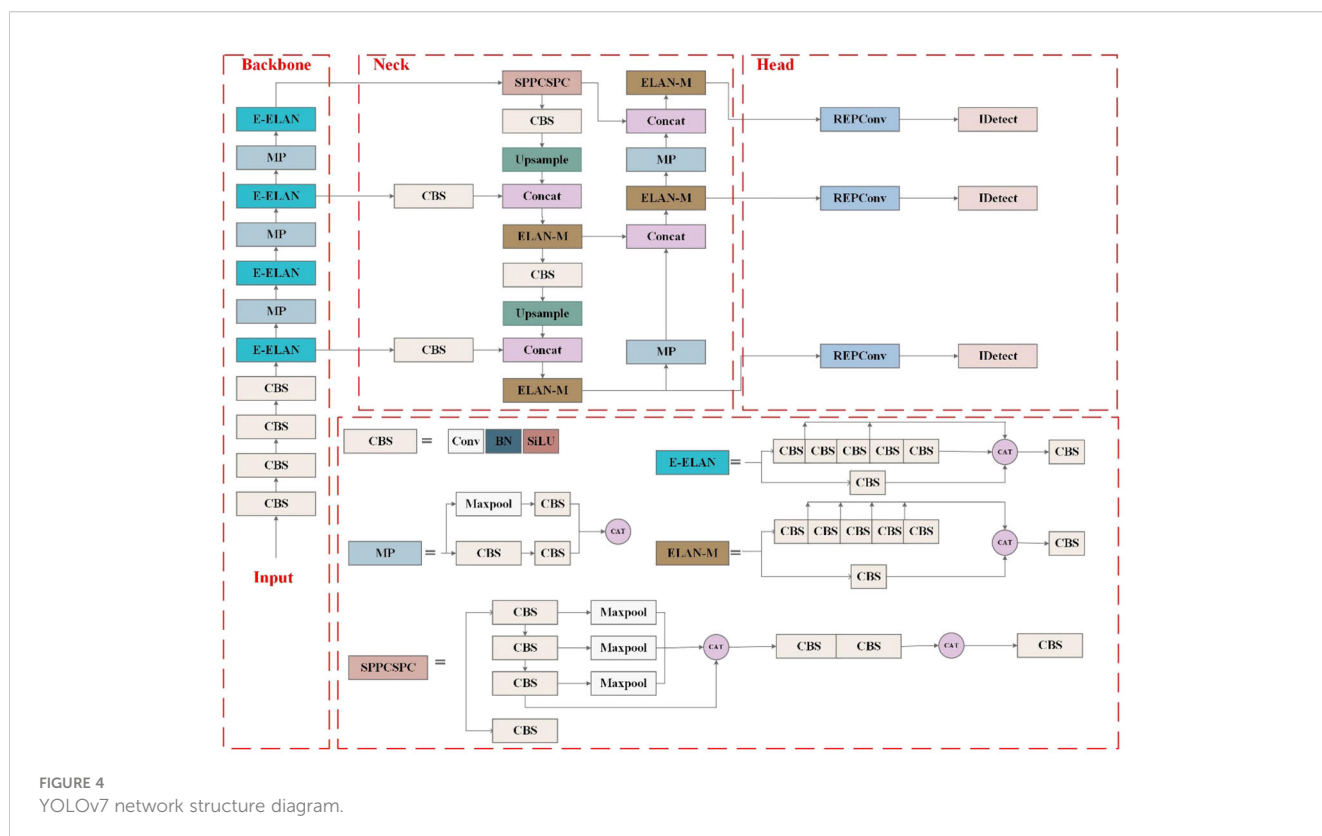 Backbone
Neck
Head
E-ELAN
MP
E-ELAN
MP
E-ELAN
MP
E-ELAN
CBS
CBS
CBS
CBS
Input
SPPCSPC
CBS
Upsample
CBS
Concat
ELAN-M
CBS
Upsample
CBS
Concat
ELAN-M
ELAN-M
Concat
MP
ELAN-M
Concat
MP
REPConv
IDetect
REPConv
IDetect
REPConv
IDetect
CBS = Conv BN SiLU
MP =
Maxpool CBS
CBS CBS
CAT
SPPCSPC =
CBS Maxpool
CBS Maxpool
CBS Maxpool
CBS
CAT
CBS CBS
CAT
CBS
E-ELAN =
CBS CBS CBS CBS CBS
CBS
CAT
CBS
ELAN-M =
CBS CBS CBS CBS CBS
CBS
CAT
CBS
FIGURE 4
YOLOv7 network structure diagram.